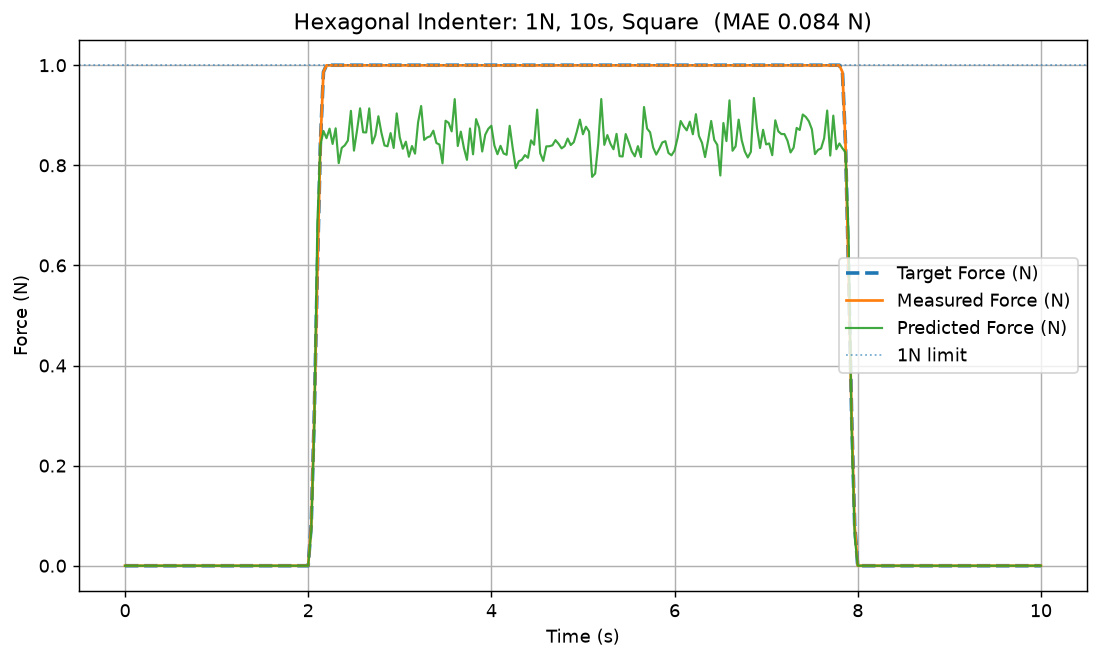 Hexagonal Indenter: 1N, 10s, Square  (MAE 0.084 N)
1.0
0.8
0.6
0.4
0.2
0.0
Force (N)
Target Force (N)
Measured Force (N)
Predicted Force (N)
1N limit
0 2 4 6 8 10
Time (s)